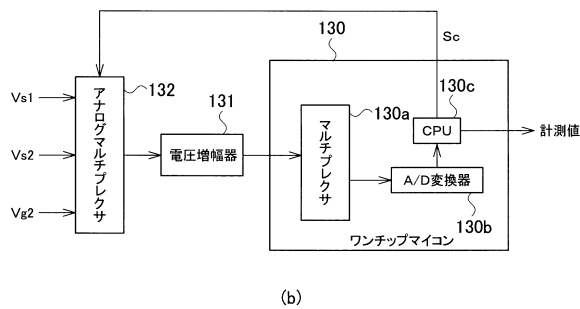 Sc
130
132
131
130a
130c
Vs1
Vs2
Vg2
アナログマルチプレクサ
電圧増幅器
マルチプレクサ
CPU
計測値
A/D変換器
130b
ワンチップマイコン
(b)